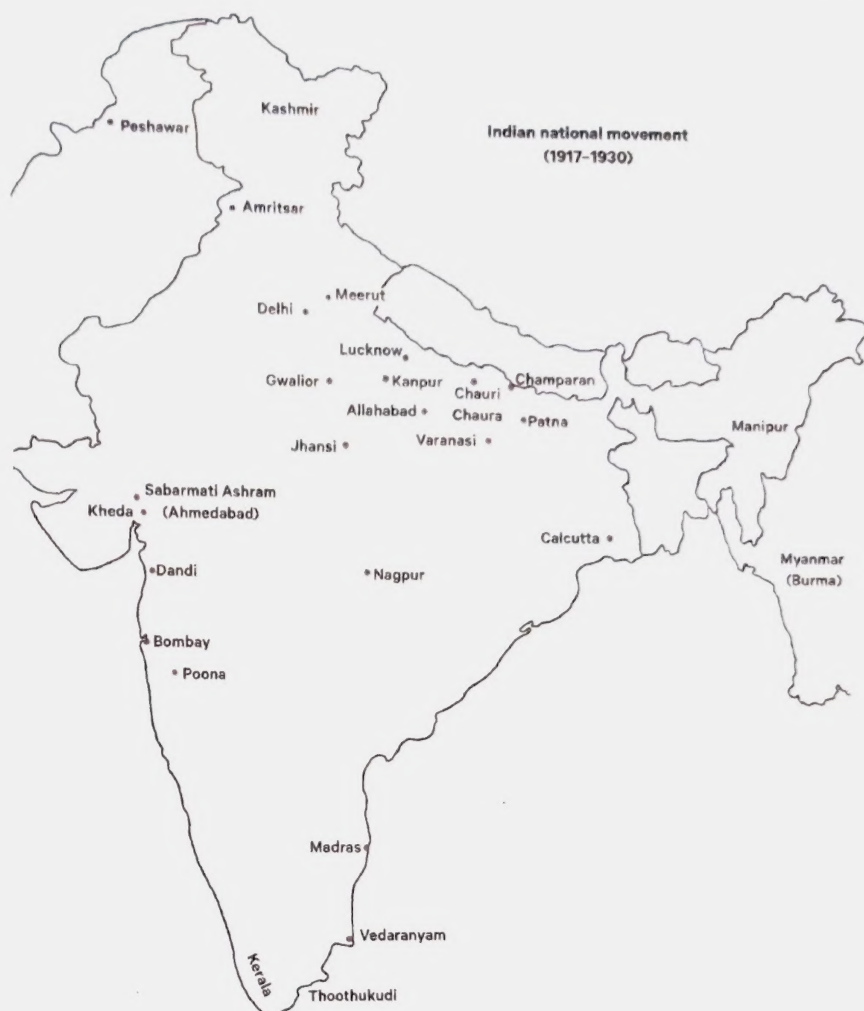 Kashmir
Peshawar
Indian national movement
(1917–1930)
Amritsar
Meerut
Delhi
Lucknow
Gwalior
Kanpur
Chauri
Chaura
Champaran
Allahabad
Patna
Manipur
Jhansi
Varanasi
Sabarmati Ashram
(Ahmedabad)
Kheda
Calcutta
Myanmar
(Burma)
Dandi
Nagpur
Bombay
Poona
Madras
Vedaranyam
Kerala
Thoothukudi